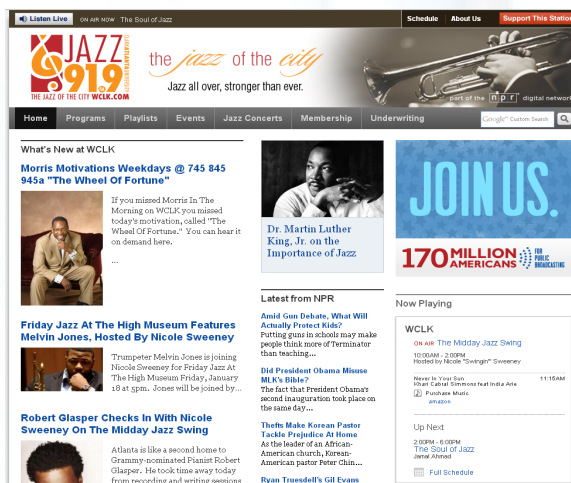 Listen Live ON AIR NOW The Soul of Jazz
Schedule About Us Support This Station
JAZZ
91.9
CLARK ATLANTA UNIVERSITY
THE JAZZ OF THE CITY WCLK.COM
the jazz of the city
Jazz all over, stronger than ever.
part of the npr digital network
Home Programs Playlists Events Jazz Concerts Membership Underwriting
Google™ Custom Search
What's New at WCLK
Morris Motivations Weekdays @ 745 845
945a "The Wheel Of Fortune"
If you missed Morris In The
Morning on WCLK you missed
today's motivation, called "The
Wheel Of Fortune." You can hear it
on demand here.
...
Friday Jazz At The High Museum Features
Melvin Jones, Hosted By Nicole Sweeney
Trumpeter Melvin Jones is joining
Nicole Sweeney for Friday Jazz At
The High Museum Friday, January
18 at 5pm. Jones will be joined by...
Robert Glasper Checks In With Nicole
Sweeney On The Midday Jazz Swing
Atlanta is like a second home to
Grammy-nominated Pianist Robert
Glasper. He took time away today
from recording and writing sessions
Dr. Martin Luther
King, Jr. on the
Importance of Jazz
Latest from NPR
Amid Gun Debate, What Will
Actually Protect Kids?
Putting guns in schools may make
people think more of Terminator
than teaching...
Did President Obama Misuse
MLK's Bible?
The fact that President Obama's
second inauguration took place on
the same day...
Thefts Make Korean Pastor
Tackle Prejudice At Home
As the leader of an African-
American church, Korean-
American pastor Peter Chin...
Ryan Truesdell's Gil Evans
JOIN US.
170 MILLION
AMERICANS
FOR
PUBLIC
BROADCASTING
Now Playing
WCLK
ON AIR The Midday Jazz Swing
10:00AM - 2:00PM
Hosted by Nicole "Swingin'" Sweeney
Never In Your Sun 11:15AM
Khari Cabral Simmons feat India Arie
Purchase Music
amazon
Up Next
2:00PM - 6:00PM
The Soul of Jazz
Jamal Ahmad
Full Schedule